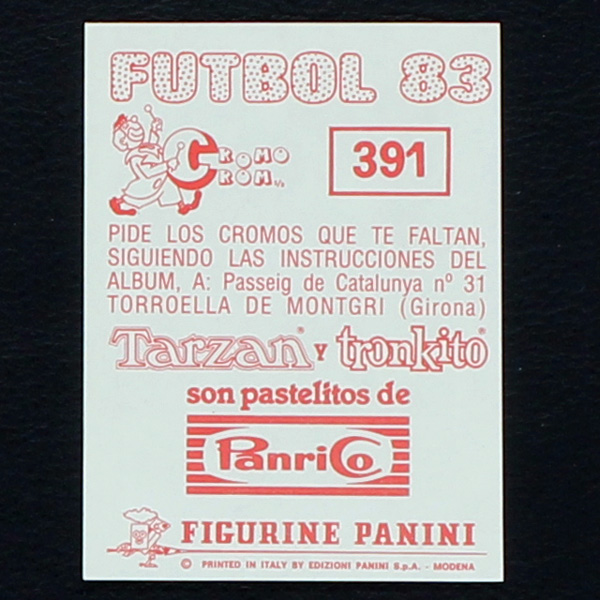 FUTBOL 83
CROMO
CROM
391
PIDE LOS CROMOS QUE TE FALTAN,
SIGUIENDO LAS INSTRUCCIONES DEL
ALBUM, A: Passeig de Catalunya nº 31
TORROELLA DE MONTGRI (Girona)
Tarzan® Y tronkito®
son pastelitos de
PanriCo
FIGURINE PANINI
© PRINTED IN ITALY BY EDIZIONI PANINI S.p.A. - MODENA